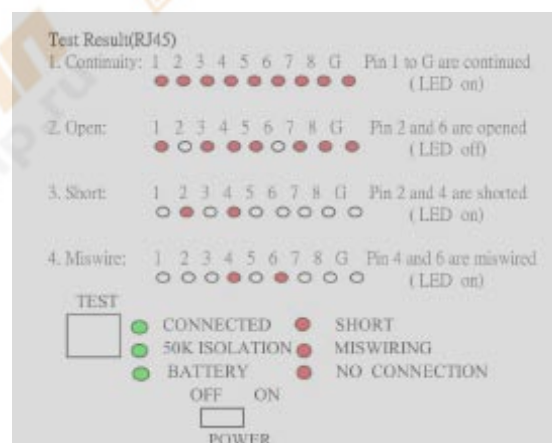 Test Result(RJ45)
1. Continuity: 1 2 3 4 5 6 7 8 G Pin 1 to G are continued
(LED on)
2. Open: 1 2 3 4 5 6 7 8 G Pin 2 and 6 are opened
(LED off)
3. Short: 1 2 3 4 5 6 7 8 G Pin 2 and 4 are shorted
(LED on)
4. Miswire: 1 2 3 4 5 6 7 8 G Pin 4 and 6 are miswired
(LED on)
TEST
CONNECTED SHORT
50K ISOLATION MISWIRING
BATTERY NO CONNECTION
OFF ON
POWER